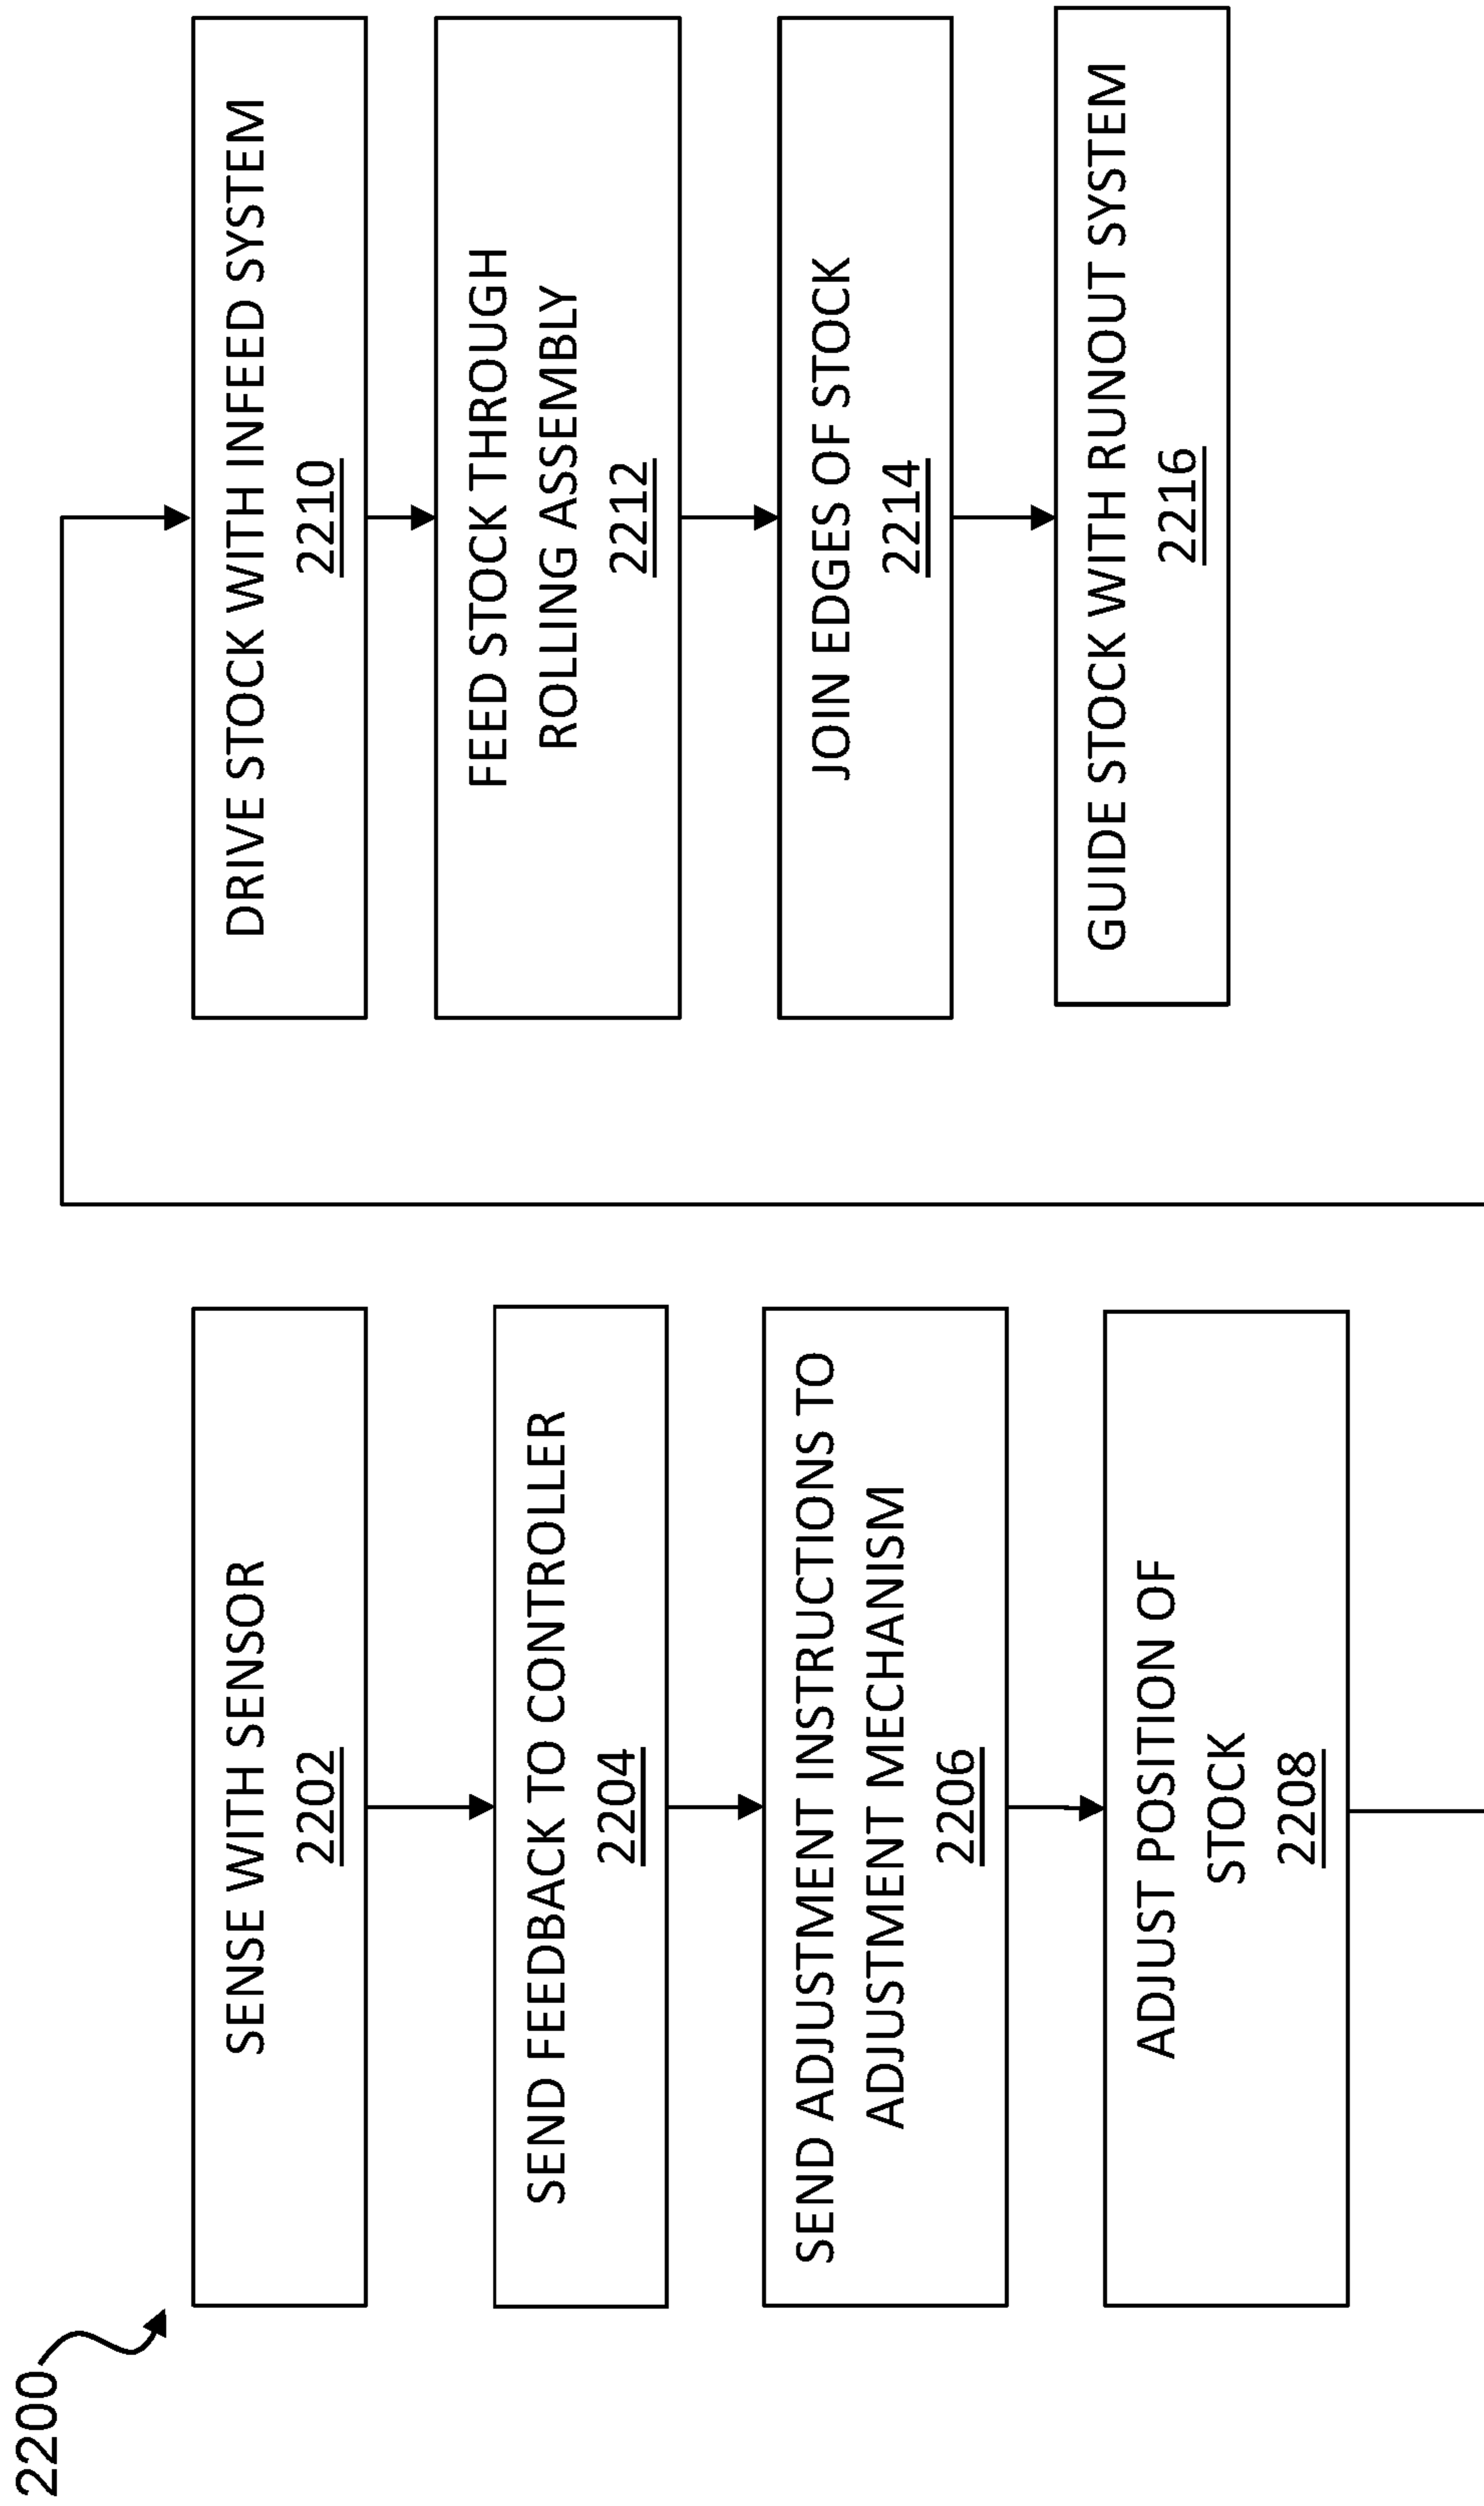 2200
SENSE WITH SENSOR
2202
SEND FEEDBACK TO CONTROLLER
2204
SEND ADJUSTMENT INSTRUCTIONS TO
ADJUSTMENT MECHANISM
2206
ADJUST POSITION OF
STOCK
2208
DRIVE STOCK WITH INFEED SYSTEM
2210
FEED STOCK THROUGH
ROLLING ASSEMBLY
2212
JOIN EDGES OF STOCK
2214
GUIDE STOCK WITH RUNOUT SYSTEM
2216